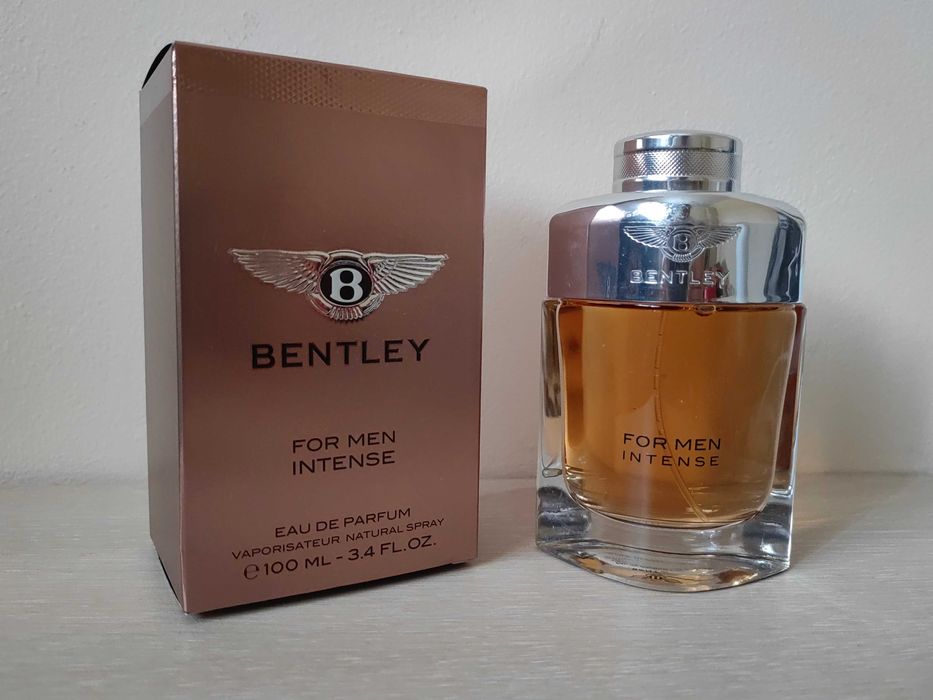 B
BENTLEY
FOR MEN
INTENSE
EAU DE PARFUM
VAPORISATEUR NATURAL SPRAY
℮100 ML - 3.4 FL.OZ.
B
BENTLEY
FOR MEN
INTENSE